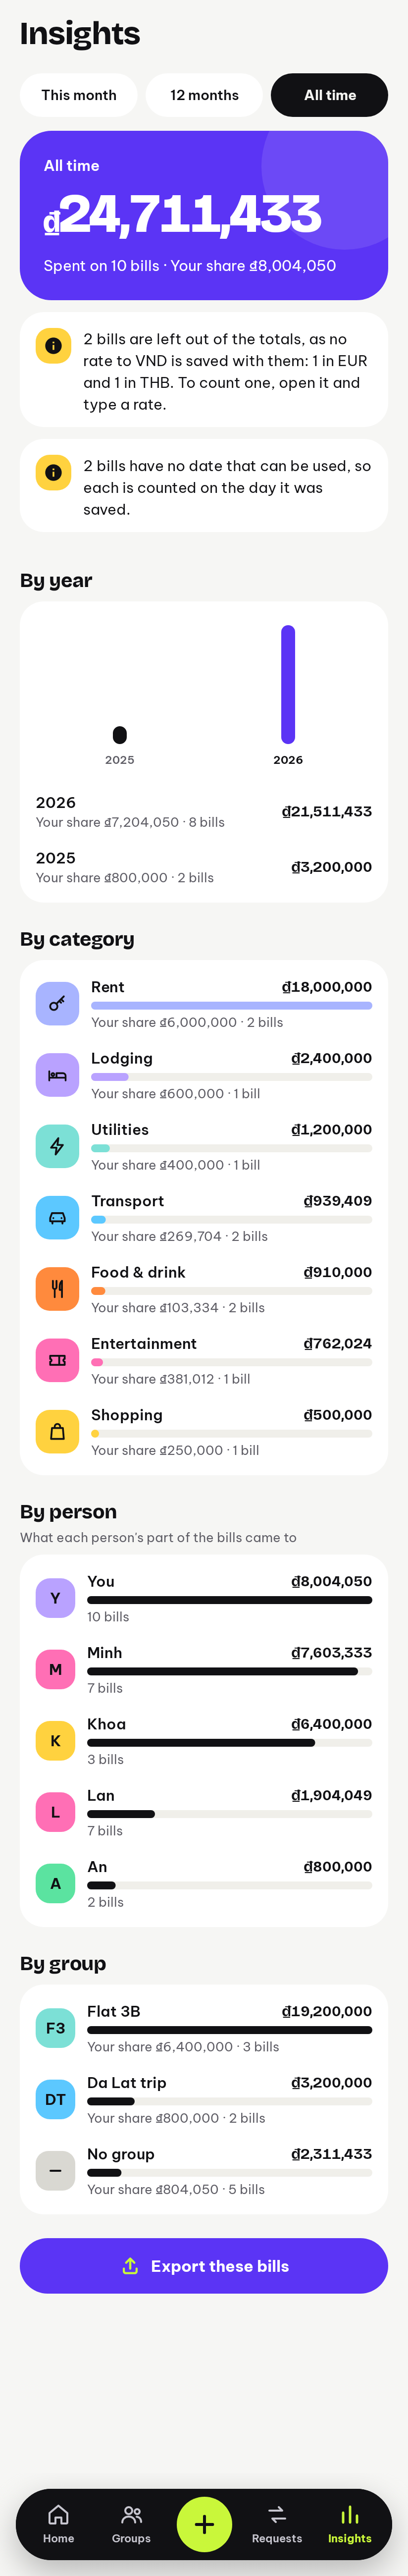 Insights
This month
12 months
All time
All time
₫24,711,433
Spent on 10 bills · Your share ₫8,004,050
2 bills are left out of the totals, as no
rate to VND is saved with them: 1 in EUR
and 1 in THB. To count one, open it and
type a rate.
2 bills have no date that can be used, so
each is counted on the day it was
saved.
By year
2025
2026
2026
₫21,511,433
Your share ₫7,204,050 · 8 bills
2025
₫3,200,000
Your share ₫800,000 · 2 bills
By category
Rent
₫18,000,000
Your share ₫6,000,000 · 2 bills
Lodging
₫2,400,000
Your share ₫600,000 · 1 bill
Utilities
₫1,200,000
Your share ₫400,000 · 1 bill
Transport
₫939,409
Your share ₫269,704 · 2 bills
Food & drink
₫910,000
Your share ₫103,334 · 2 bills
Entertainment
₫762,024
Your share ₫381,012 · 1 bill
Shopping
₫500,000
Your share ₫250,000 · 1 bill
By person
What each person's part of the bills came to
Y
You
₫8,004,050
10 bills
M
Minh
₫7,603,333
7 bills
K
Khoa
₫6,400,000
3 bills
L
Lan
₫1,904,049
7 bills
A
An
₫800,000
2 bills
By group
F3
Flat 3B
₫19,200,000
Your share ₫6,400,000 · 3 bills
DT
Da Lat trip
₫3,200,000
Your share ₫800,000 · 2 bills
–
No group
₫2,311,433
Your share ₫804,050 · 5 bills
Export these bills
Home
Groups
Requests
Insights